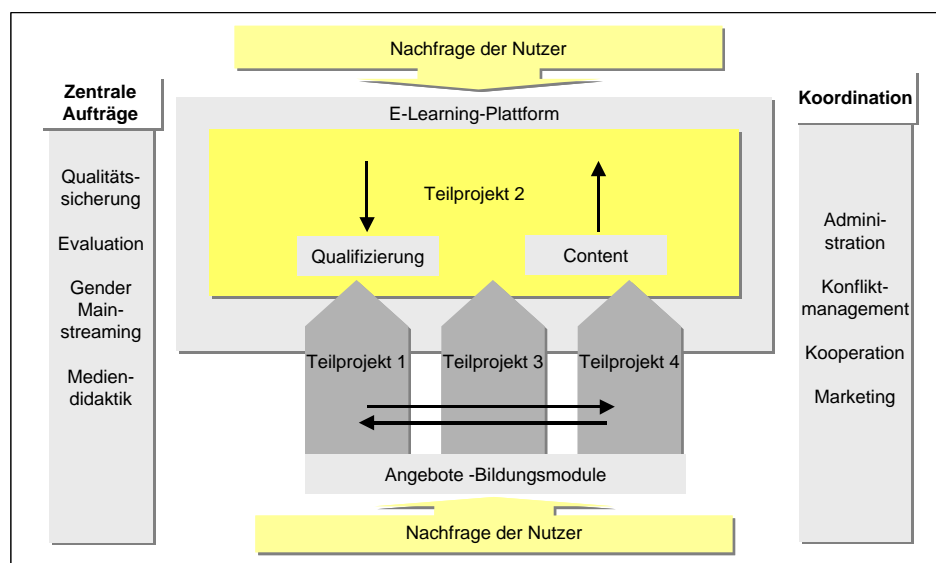 Nachfrage der Nutzer
Zentrale
Aufträge
Qualitäts-
sicherung
Evaluation
Gender
Main-
streaming
Medien-
didaktik
E-Learning-Plattform
Teilprojekt 2
Qualifizierung
Content
Teilprojekt 1
Teilprojekt 3
Teilprojekt 4
Angebote -Bildungsmodule
Nachfrage der Nutzer
Koordination
Admini-
stration
Konflikt-
management
Kooperation
Marketing